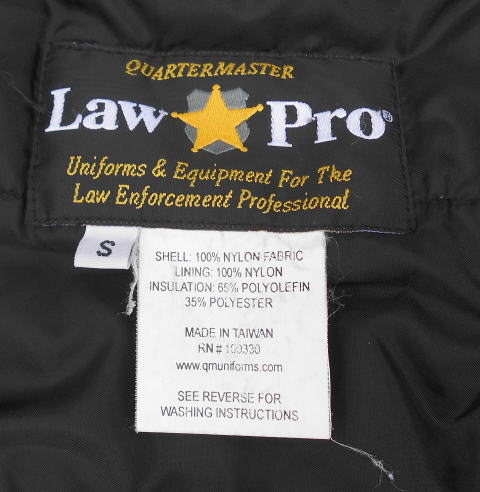 QUARTERMASTER
Law Pro®
Uniforms & Equipment For The
Law Enforcement Professional
S
SHELL: 100% NYLON FABRIC
LINING: 100% NYLON
INSULATION: 65% POLYOLEFIN
35% POLYESTER
MADE IN TAIWAN
RN # 100330
www.qmuniforms.com
SEE REVERSE FOR
WASHING INSTRUCTIONS